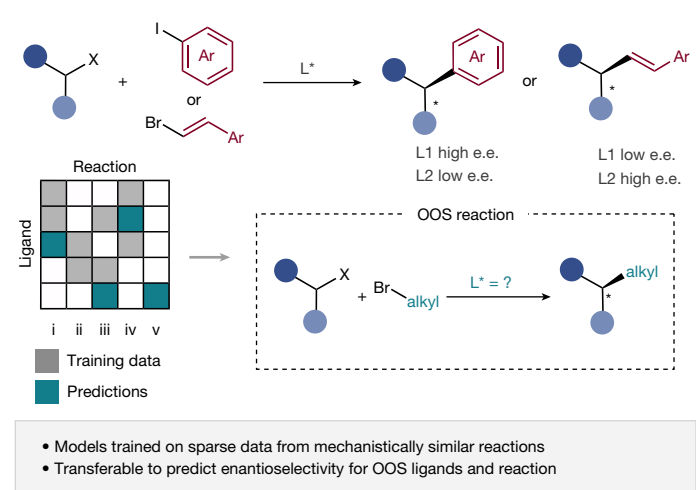 X
+
I
Ar
or
Br
Ar
L*
Ar
*
or
Ar
*
L1 high e.e.
L2 low e.e.
L1 low e.e.
L2 high e.e.
Reaction
Ligand
i ii iii iv v
Training data
Predictions
OOS reaction
X
+
Br
alkyl
L* = ?
alkyl
*
• Models trained on sparse data from mechanistically similar reactions
• Transferable to predict enantioselectivity for OOS ligands and reaction